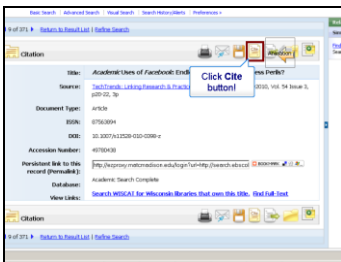 Basic Search | Advanced Search | Visual Search | Search History/Alerts | Preferences »
9 of 371 Return to Result List | Refine Search
Citation
Click Cite button!
Title: Academic Uses of Facebook: Endl ess Perils?
Source: TechTrends: Linking Research & Practic 2010, Vol. 54 Issue 3, p20-22, 3p
Document Type: Article
ISSN: 87563894
DOI: 10.1007/s11528-010-0398-z
Accession Number: 49780438
Persistent link to this record (Permalink): http://ezproxy.matcmadison.edu/login?url=http://search.ebscoh
Database: Academic Search Complete
View Links: Search WISCAT for Wisconsin libraries that own this title. Find Full-Text
Citation
9 of 371 Return to Result List | Refine Search